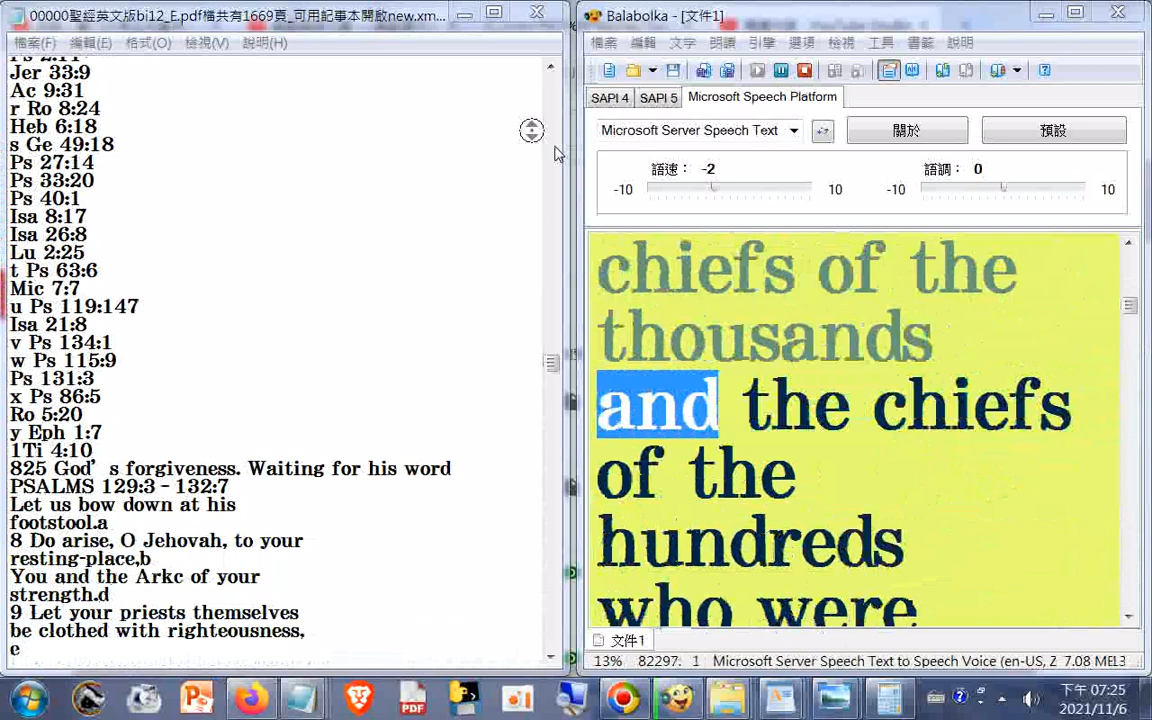 00000聖經英文版bi12_E.pdf檔共有1669頁_可用記事本開啟new.xm...
檔案(F) 編輯(E) 格式(O) 檢視(V) 說明(H)
Jer 33:9
Ac 9:31
r Ro 8:24
Heb 6:18
s Ge 49:18
Ps 27:14
Ps 33:20
Ps 40:1
Isa 8:17
Isa 26:8
Lu 2:25
t Ps 63:6
Mic 7:7
u Ps 119:147
Isa 21:8
v Ps 134:1
w Ps 115:9
Ps 131:3
x Ps 86:5
Ro 5:20
y Eph 1:7
1Ti 4:10
825 God’s forgiveness. Waiting for his word
PSALMS 129:3–132:7
Let us bow down at his
footstool.a
8 Do arise, O Jehovah, to your
resting-place,b
You and the Arkc of your
strength.d
9 Let your priests themselves
be clothed with righteousness,
e
Balabolka - [文件1]
檔案 編輯 文字 朗讀 引擎 選項 檢視 工具 書籤 說明
SAPI 4 SAPI 5 Microsoft Speech Platform
Microsoft Server Speech Text 關於 預設
語速： -2 語調： 0
-10 10 -10 10
chiefs of the
thousands
and the chiefs
of the
hundreds
who were
文件1
13% 82297: 1 Microsoft Server Speech Text to Speech Voice (en-US, Z 7.08 МБ
下午 07:25
2021/11/6